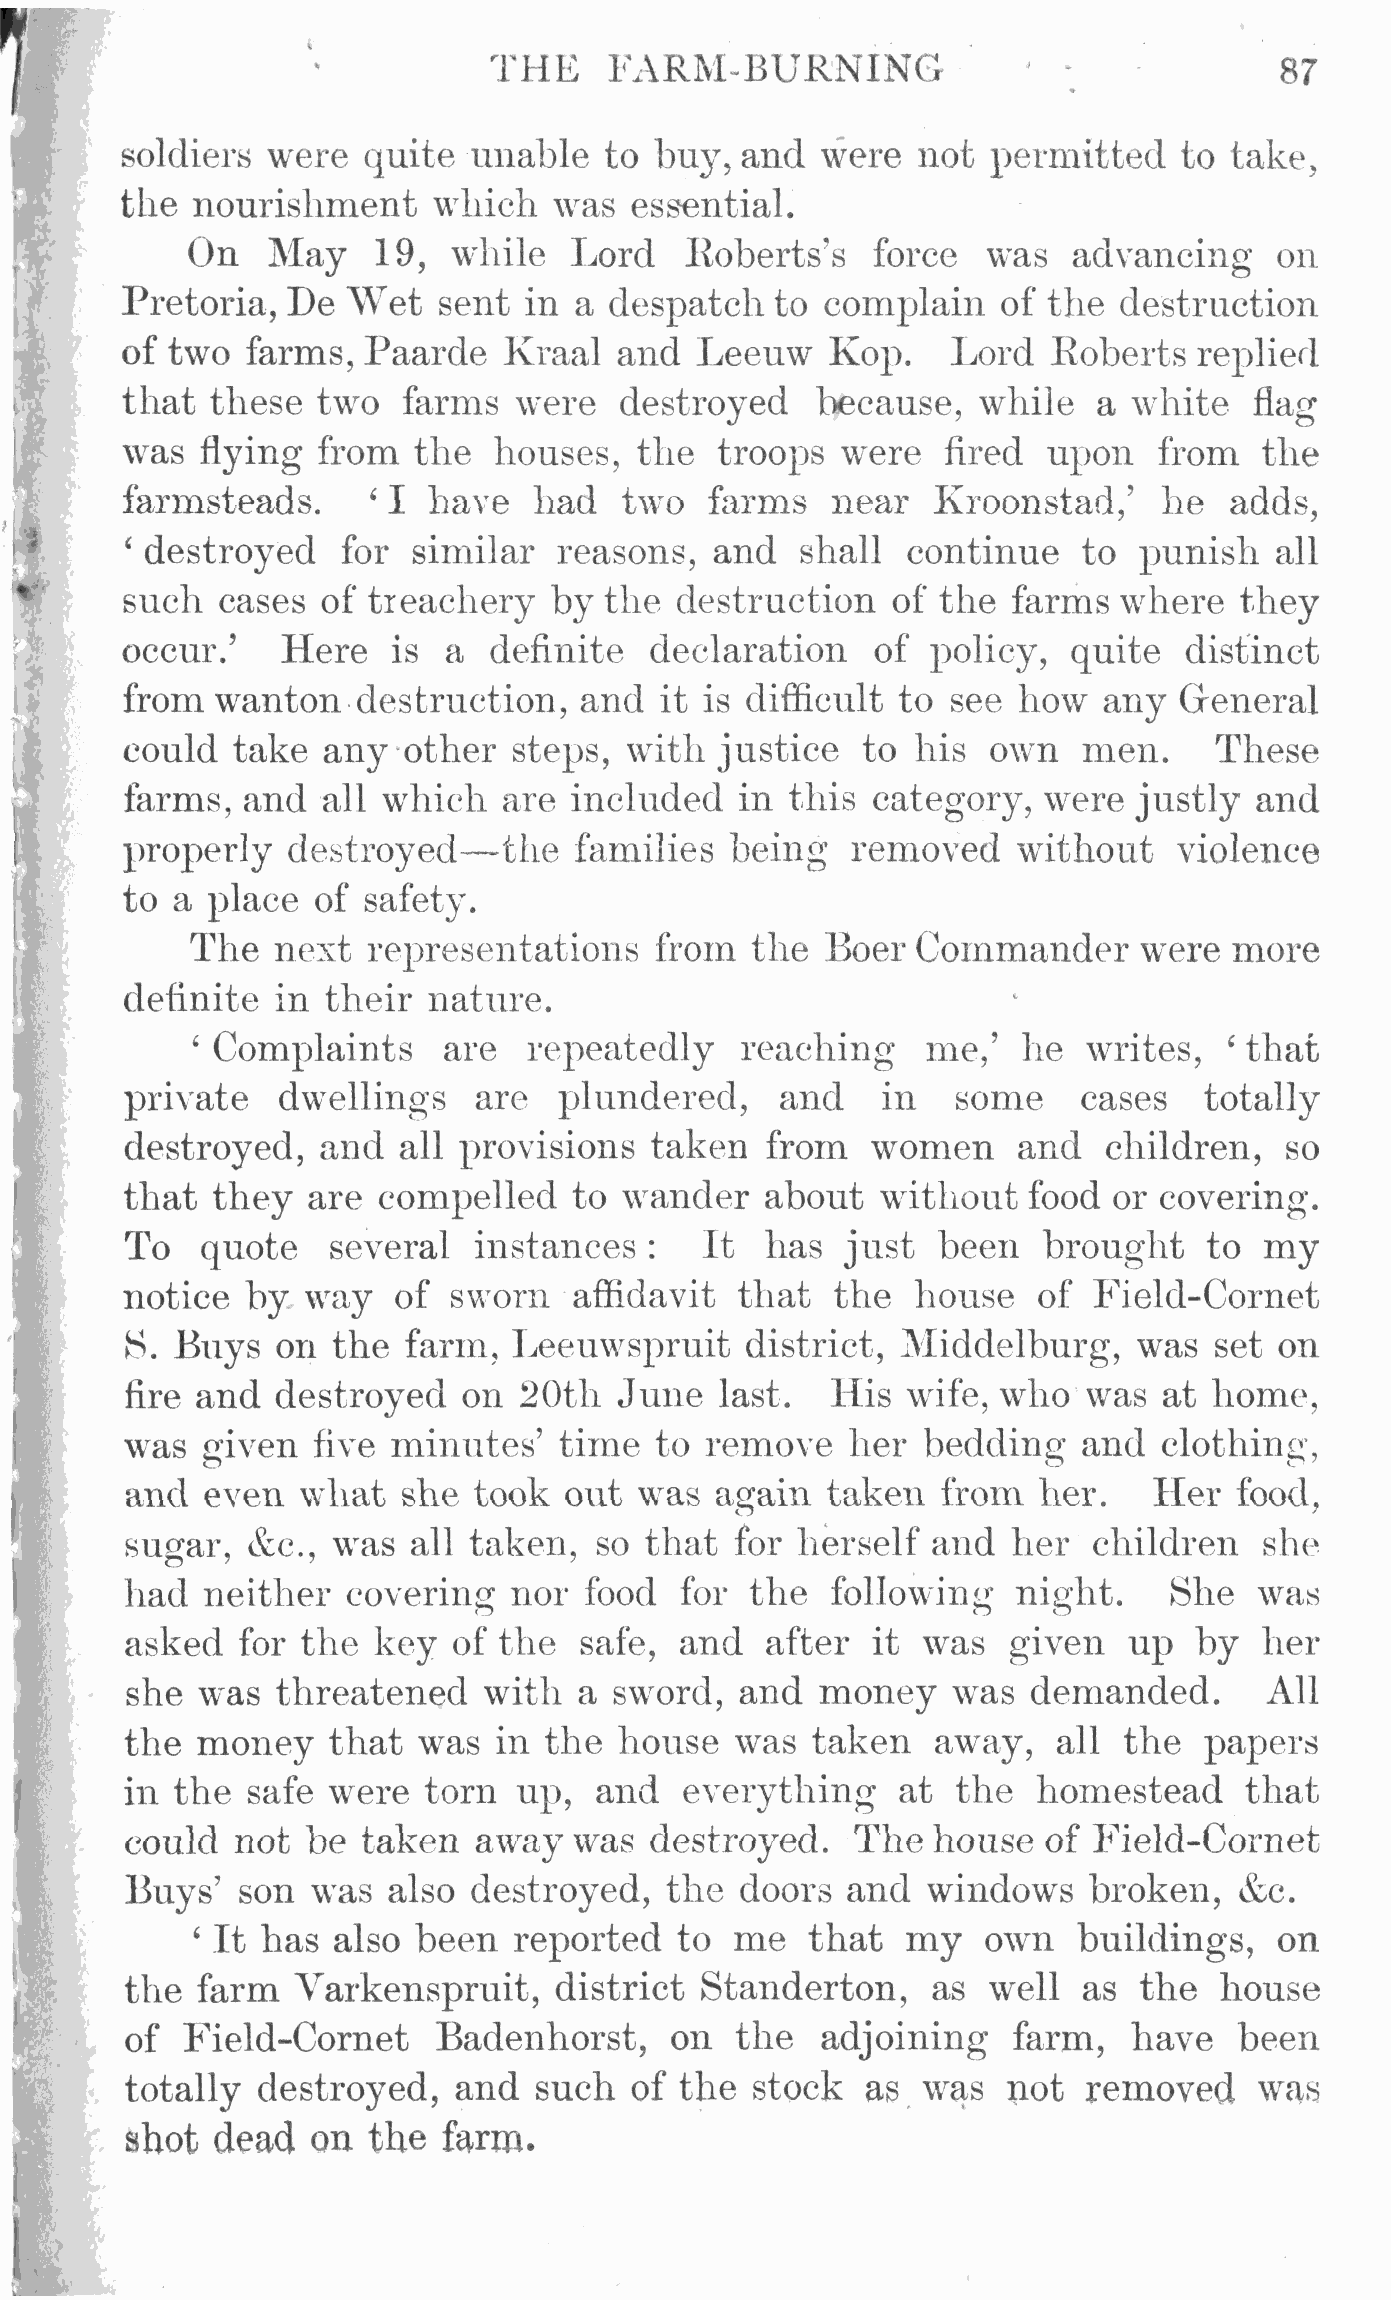 THE FARM-BURNING 87
soldiers were quite unable to buy, and were not permitted to take,
the nourishment which was essential.
On May 19, while Lord Roberts's force was advancing on
Pretoria, De Wet sent in a despatch to complain of the destruction
of two farms, Paarde Kraal and Leeuw Kop. Lord Roberts replied
that these two farms were destroyed because, while a white flag
was flying from the houses, the troops were fired upon from the
farmsteads. ‘ I have had two farms near Kroonstad,’ he adds,
‘ destroyed for similar reasons, and shall continue to punish all
such cases of treachery by the destruction of the farms where they
occur.’ Here is a definite declaration of policy, quite distinct
from wanton destruction, and it is difficult to see how any General
could take any other steps, with justice to his own men. These
farms, and all which are included in this category, were justly and
properly destroyed—the families being removed without violence
to a place of safety.
The next representations from the Boer Commander were more
definite in their nature.
‘ Complaints are repeatedly reaching me,’ he writes, ‘ that
private dwellings are plundered, and in some cases totally
destroyed, and all provisions taken from women and children, so
that they are compelled to wander about without food or covering.
To quote several instances : It has just been brought to my
notice by way of sworn affidavit that the house of Field-Cornet
S. Buys on the farm, Leeuwspruit district, Middelburg, was set on
fire and destroyed on 20th June last. His wife, who was at home,
was given five minutes’ time to remove her bedding and clothing,
and even what she took out was again taken from her. Her food,
sugar, &c., was all taken, so that for herself and her children she
had neither covering nor food for the following night. She was
asked for the key of the safe, and after it was given up by her
she was threatened with a sword, and money was demanded. All
the money that was in the house was taken away, all the papers
in the safe were torn up, and everything at the homestead that
could not be taken away was destroyed. The house of Field-Cornet
Buys’ son was also destroyed, the doors and windows broken, &c.
‘ It has also been reported to me that my own buildings, on
the farm Varkenspruit, district Standerton, as well as the house
of Field-Cornet Badenhorst, on the adjoining farm, have been
totally destroyed, and such of the stock as was not removed was
shot dead on the farm.